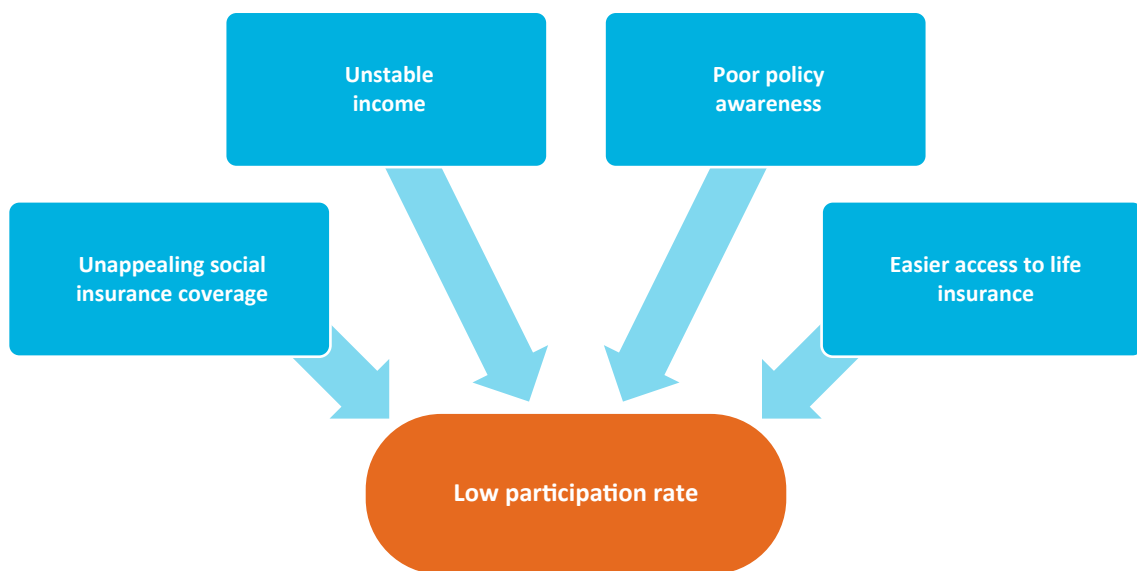 Unstable
income
Poor policy
awareness
Unappealing social
insurance coverage
Easier access to life
insurance
Low participation rate